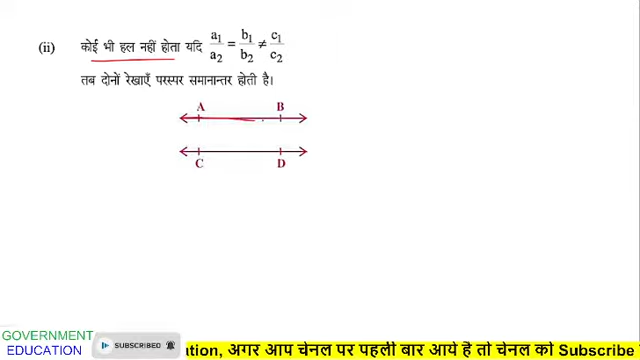 (ii) कोई भी हल नहीं होता यदि a₁/a₂ = b₁/b₂ ≠ c₁/c₂
तब दोनों रेखाएँ परस्पर समानान्तर होती है।
A B
C D
GOVERNMENT
EDUCATION
SUBSCRIBED
ation, अगर आप चेनल पर पहली बार आये है तो चेनल को Subscribe